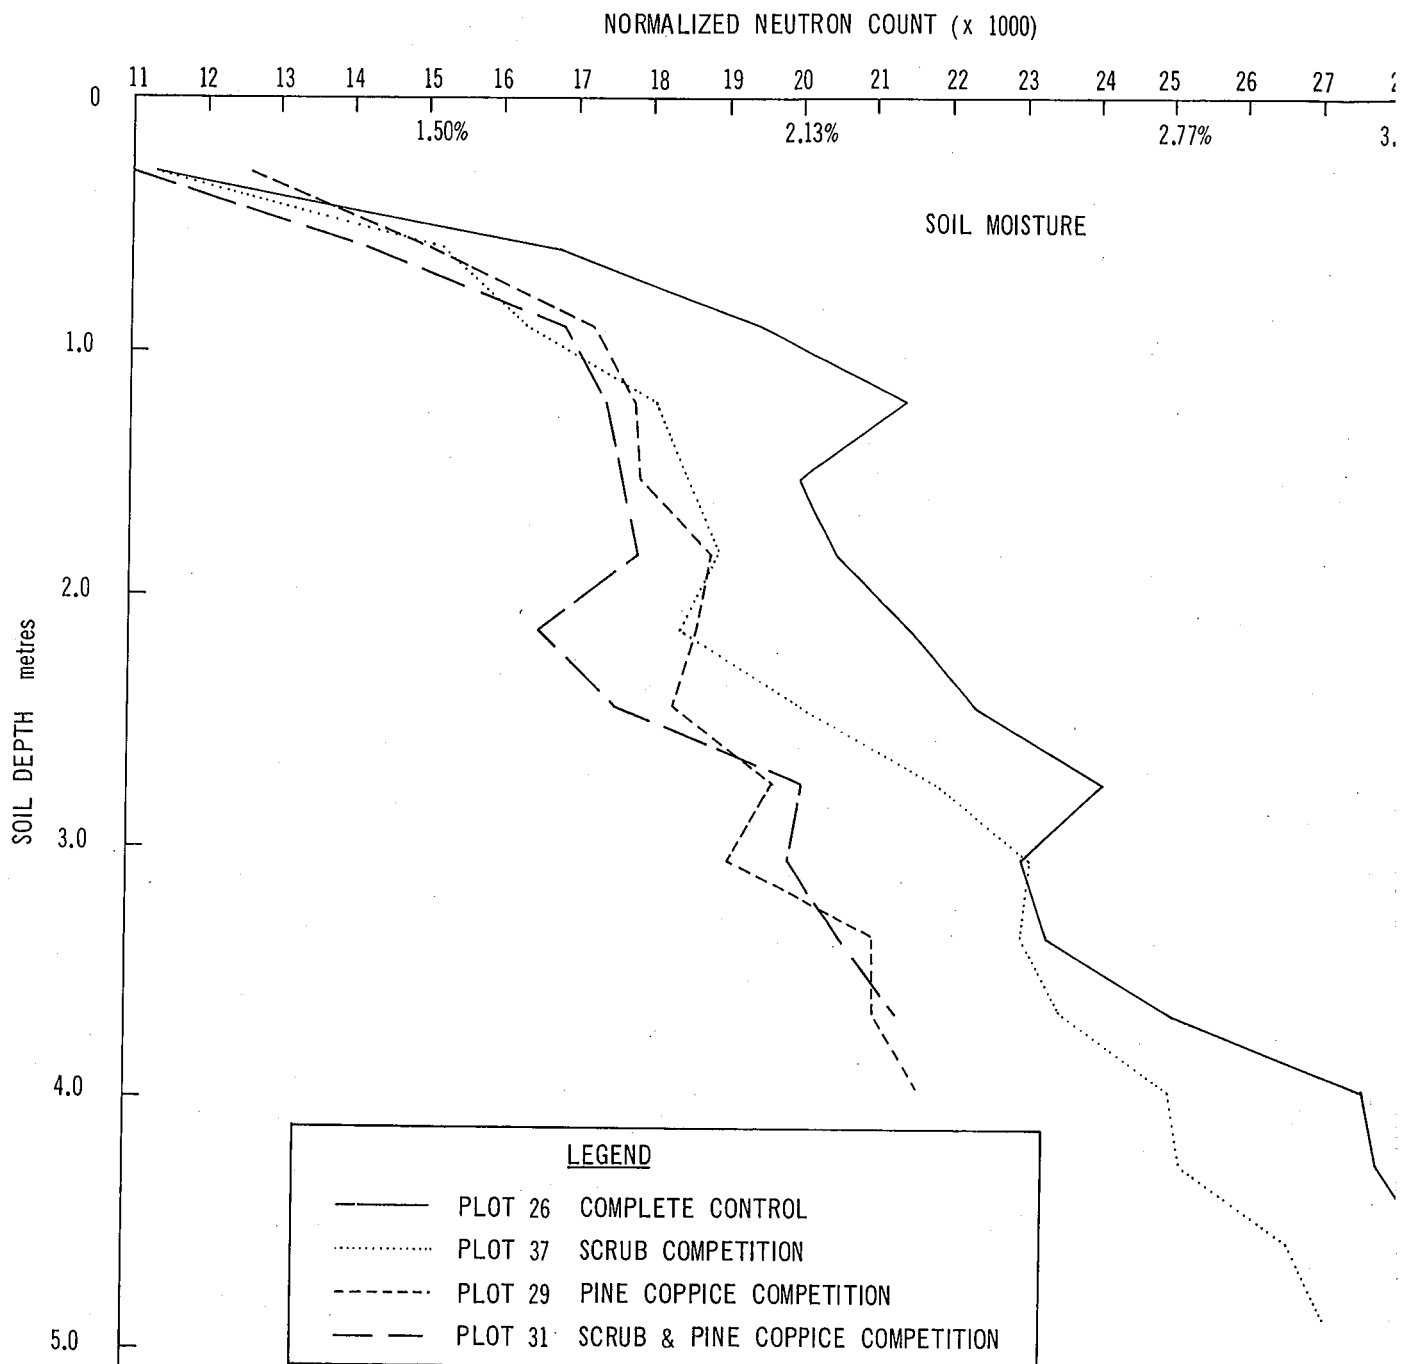 NORMALIZED NEUTRON COUNT (x 1000)
11 12 13 14 15 16 17 18 19 20 21 22 23 24 25 26 27
0
1.50% 2.13% 2.77% 3.
SOIL MOISTURE
1.0
2.0
3.0
4.0
5.0
SOIL DEPTH metres
LEGEND
PLOT 26 COMPLETE CONTROL
PLOT 37 SCRUB COMPETITION
PLOT 29 PINE COPPICE COMPETITION
PLOT 31 SCRUB & PINE COPPICE COMPETITION